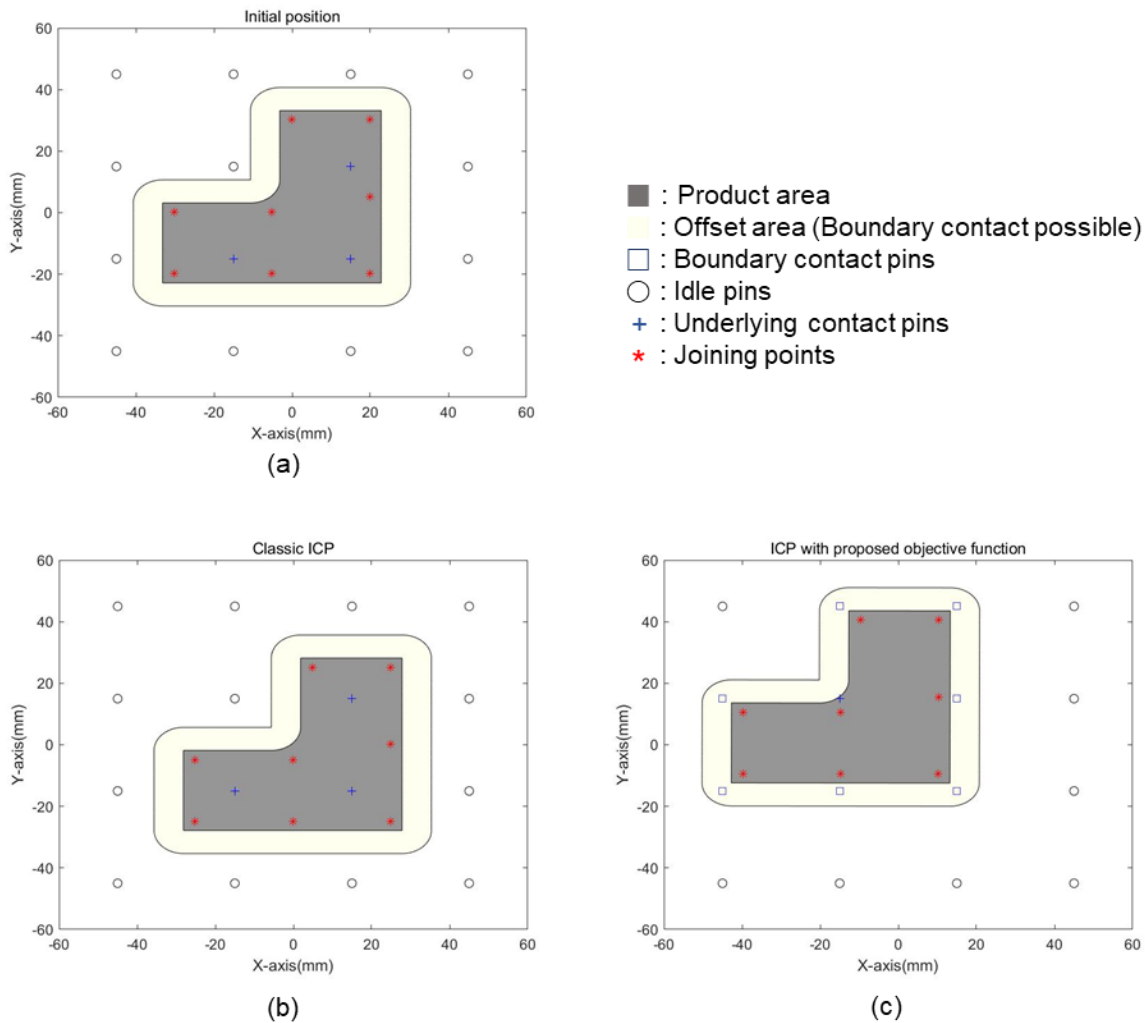 Initial position
60
40
20
0
-20
-40
-60
Y-axis(mm)
-60 -40 -20 0 20 40 60
X-axis(mm)
(a)
: Product area
: Offset area (Boundary contact possible)
: Boundary contact pins
: Idle pins
: Underlying contact pins
: Joining points
Classic ICP
60
40
20
0
-20
-40
-60
Y-axis(mm)
-60 -40 -20 0 20 40 60
X-axis(mm)
(b)
ICP with proposed objective function
60
40
20
0
-20
-40
-60
Y-axis(mm)
-60 -40 -20 0 20 40 60
X-axis(mm)
(c)